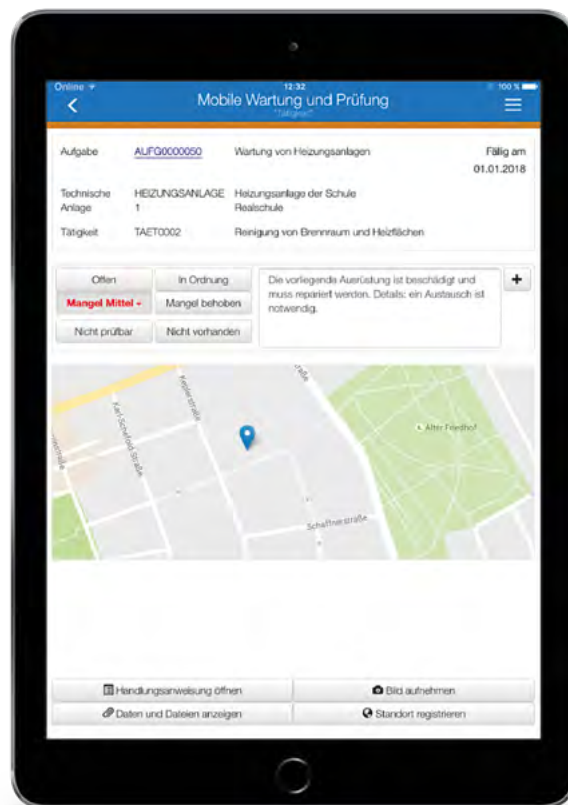 Online
12:32
100 %
Mobile Wartung und Prüfung
"Tätigkeit"
Aufgabe AUFG0000050 Wartung von Heizungsanlagen Fällig am
01.01.2018
Technische HEIZUNGSANLAGE Heizungsanlage der Schule
Anlage 1 Realschule
Tätigkeit TAET0002 Reinigung von Brennraum und Heizflächen
Offen In Ordnung
Mangel Mittel Mangel behoben
Nicht prüfbar Nicht vorhanden
Die vorliegende Ausrüstung ist beschädigt und
muss repariert werden. Details: ein Austausch ist
notwendig.
+
Keplerstraße
Karl-Schefold-Straße
Alter Friedhof
Schaffnerstraße
Handlungsanweisung öffnen Bild aufnehmen
Daten und Dateien anzeigen Standort registrieren